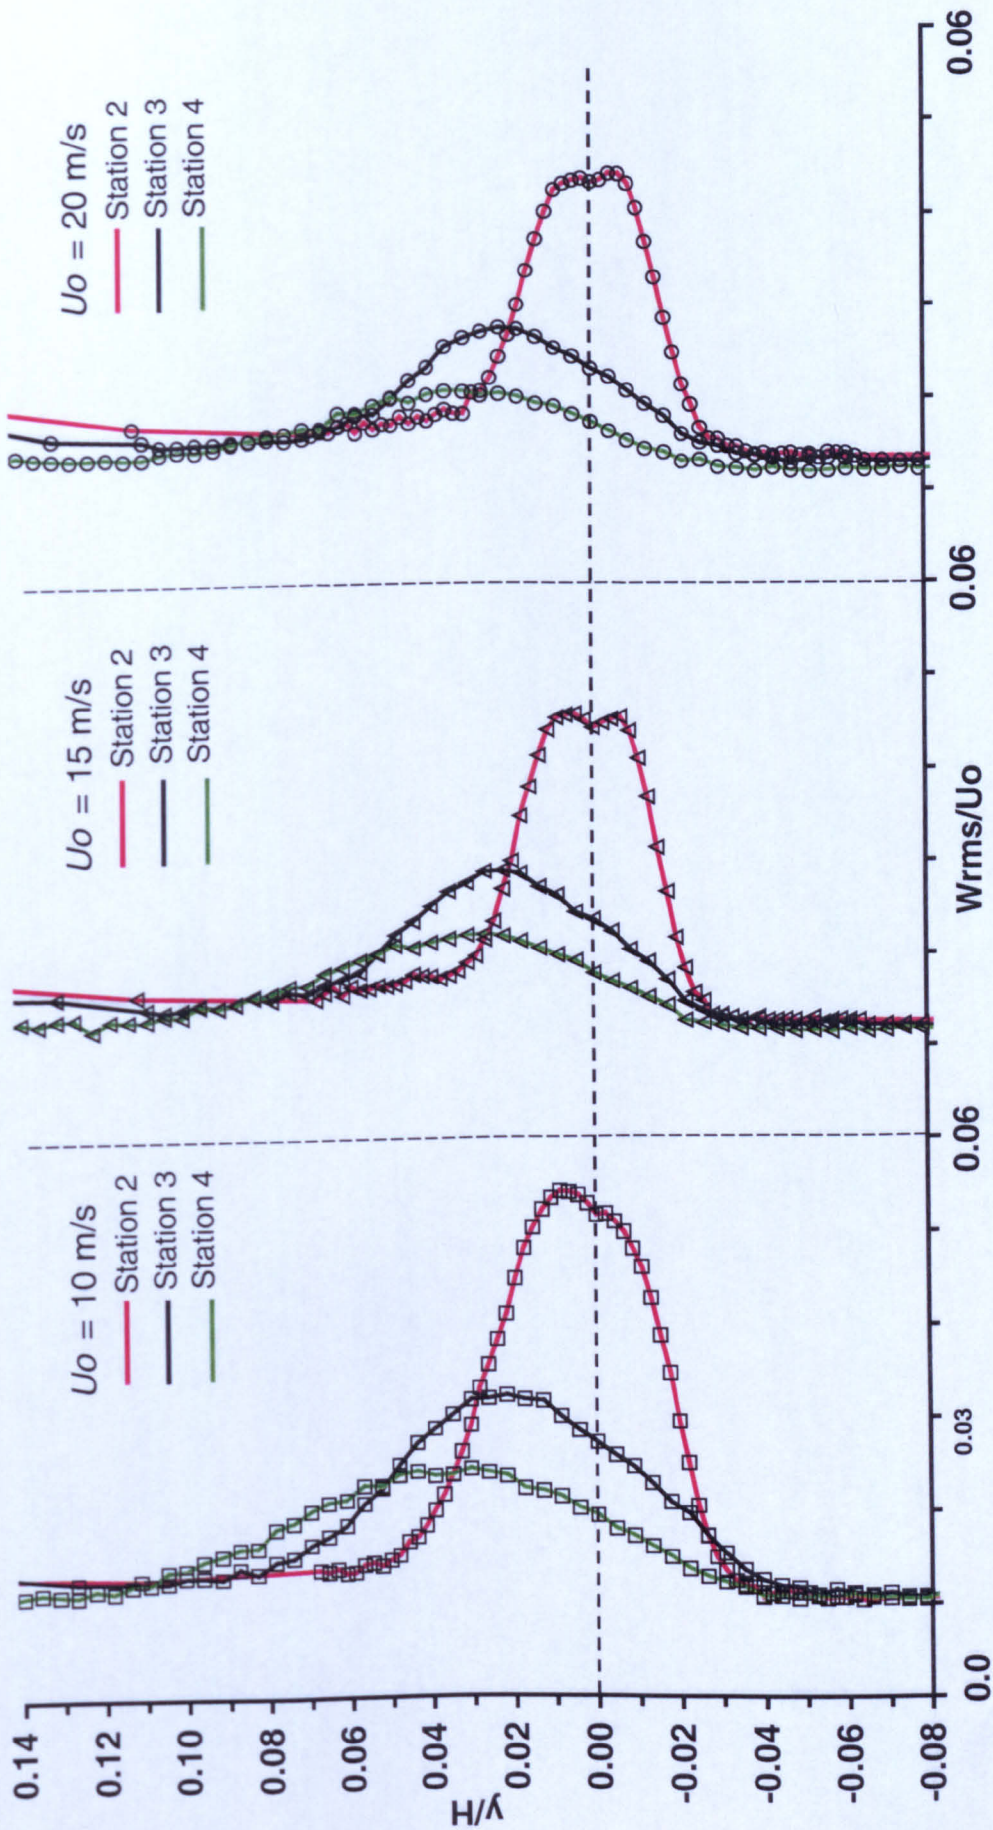 Uo = 10 m/s
Station 2
Station 3
Station 4
Uo = 15 m/s
Station 2
Station 3
Station 4
Uo = 20 m/s
Station 2
Station 3
Station 4
0.14
0.12
0.10
0.08
0.06
0.04
0.02
0.00
-0.02
-0.04
-0.06
-0.08
y/H
0.0
0.03
0.06
0.06
0.06
Wrms/Uo